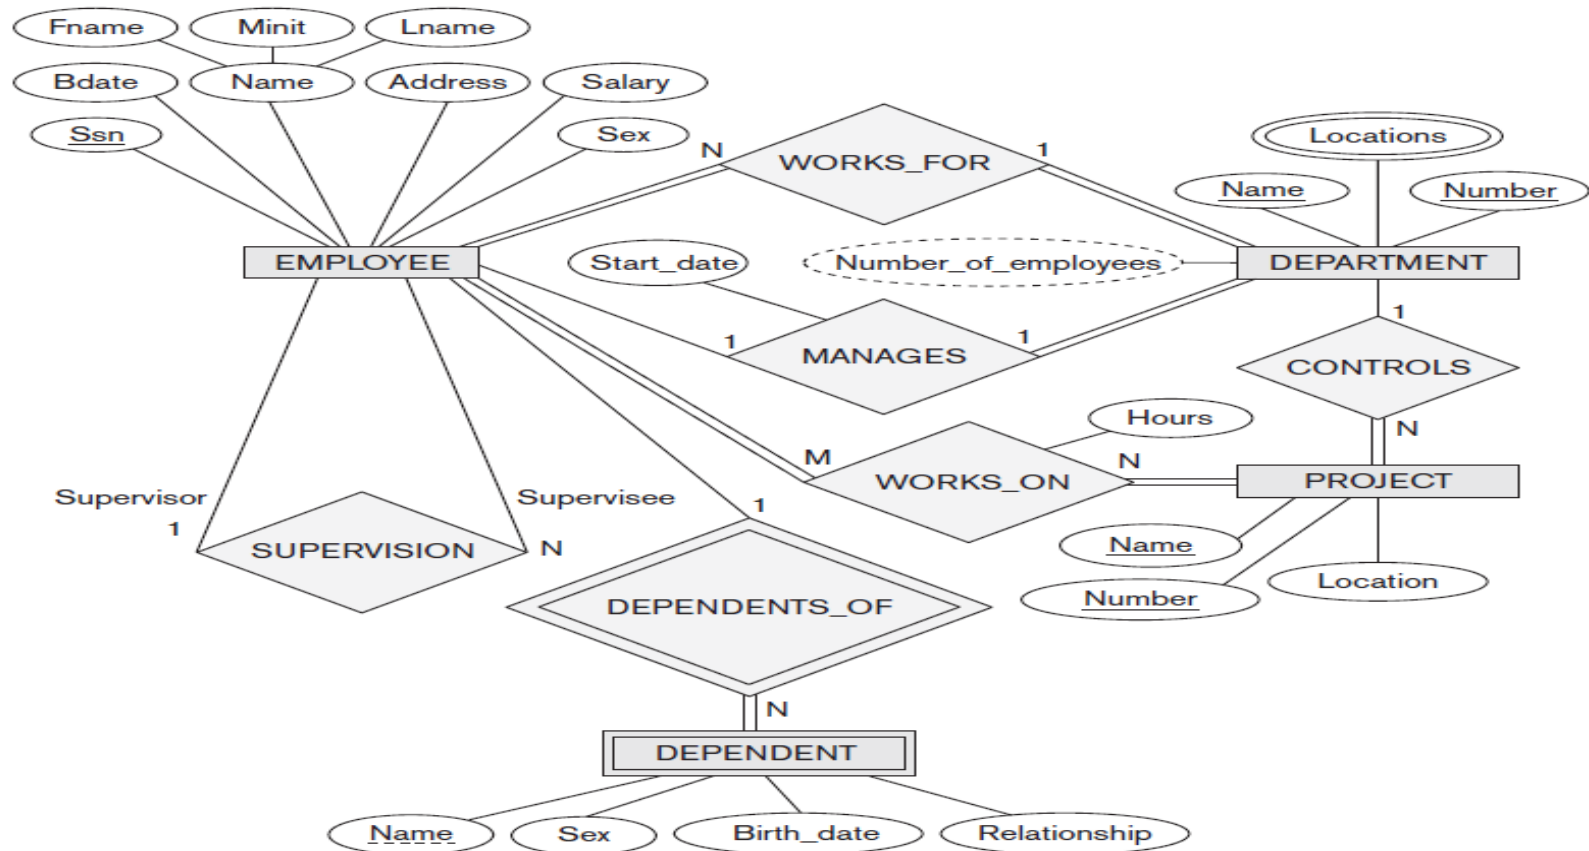 Fname Minit Lname
Bdate Name Address Salary
Ssn Sex
N WORKS_FOR 1
Locations
Name Number
EMPLOYEE Start_date Number_of_employees DEPARTMENT
1 MANAGES 1
1
CONTROLS
N
Hours
M WORKS_ON N
PROJECT
Supervisor Supervisee
1 SUPERVISION N
1
Name
Number
Location
DEPENDENTS_OF
N
DEPENDENT
Name Sex Birth_date Relationship